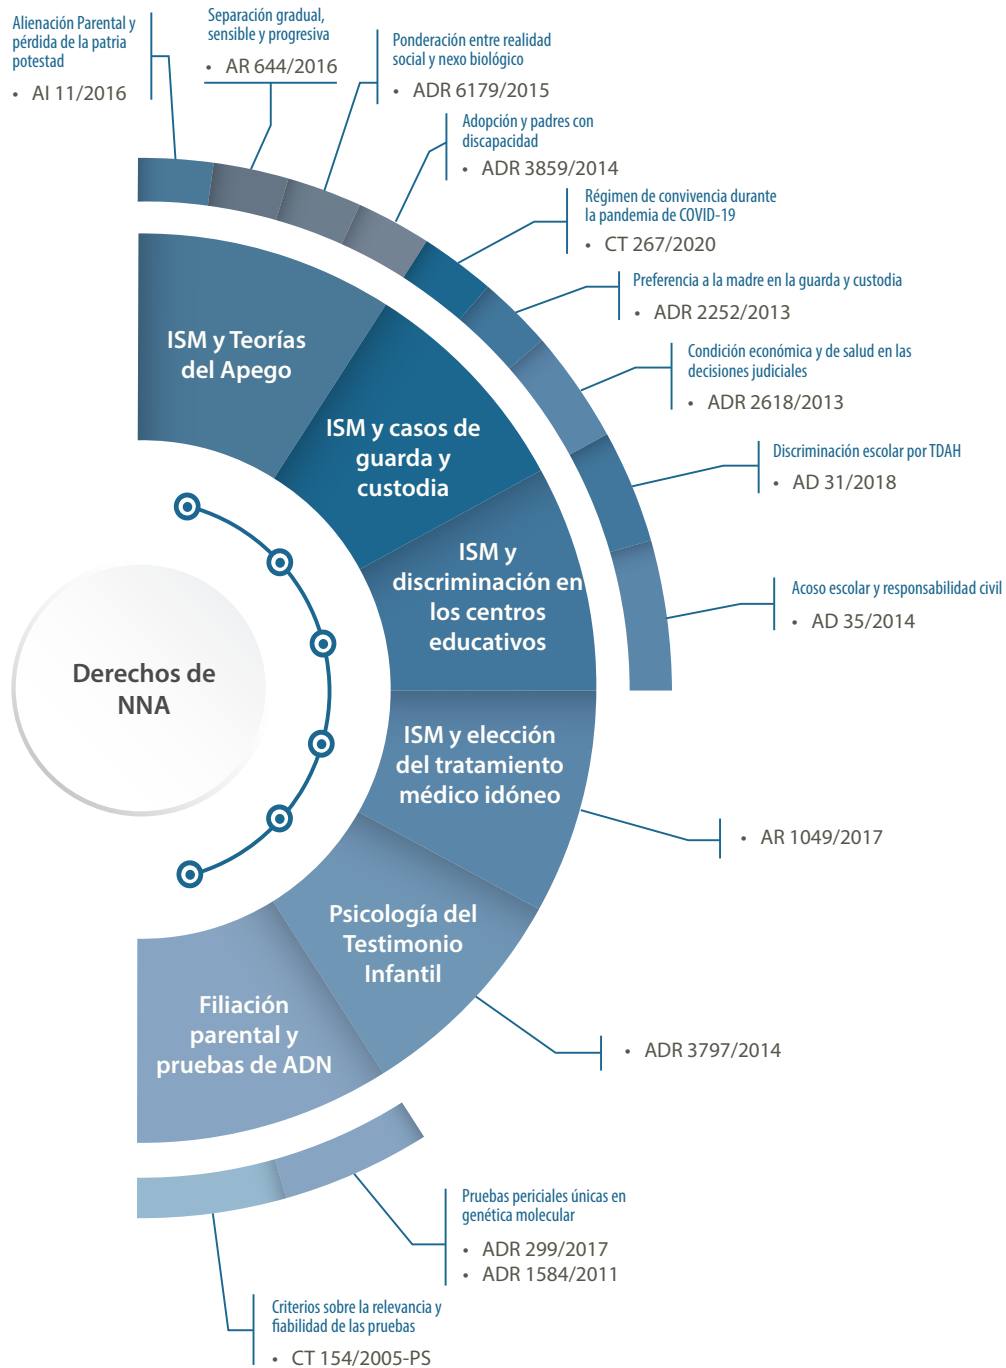 Alienación Parental y
pérdida de la patria
potestad
• AI 11/2016
Separación gradual,
sensible y progresiva
• AR 644/2016
Ponderación entre realidad
social y nexo biológico
• ADR 6179/2015
Adopción y padres con
discapacidad
• ADR 3859/2014
Régimen de convivencia durante
la pandemia de COVID-19
• CT 267/2020
Preferencia a la madre en la guarda y custodia
• ADR 2252/2013
Condición económica y de salud en las
decisiones judiciales
• ADR 2618/2013
Discriminación escolar por TDAH
• AD 31/2018
Acoso escolar y responsabilidad civil
• AD 35/2014
ISM y Teorías
del Apego
ISM y casos de
guarda y
custodia
ISM y
discriminación en
los centros
educativos
Derechos de
NNA
ISM y elección
del tratamiento
médico idóneo
• AR 1049/2017
Psicología del
Testimonio
Infantil
• ADR 3797/2014
Filiación
parental y
pruebas de ADN
Pruebas periciales únicas en
genética molecular
• ADR 299/2017
• ADR 1584/2011
Criterios sobre la relevancia y
fiabilidad de las pruebas
• CT 154/2005-PS